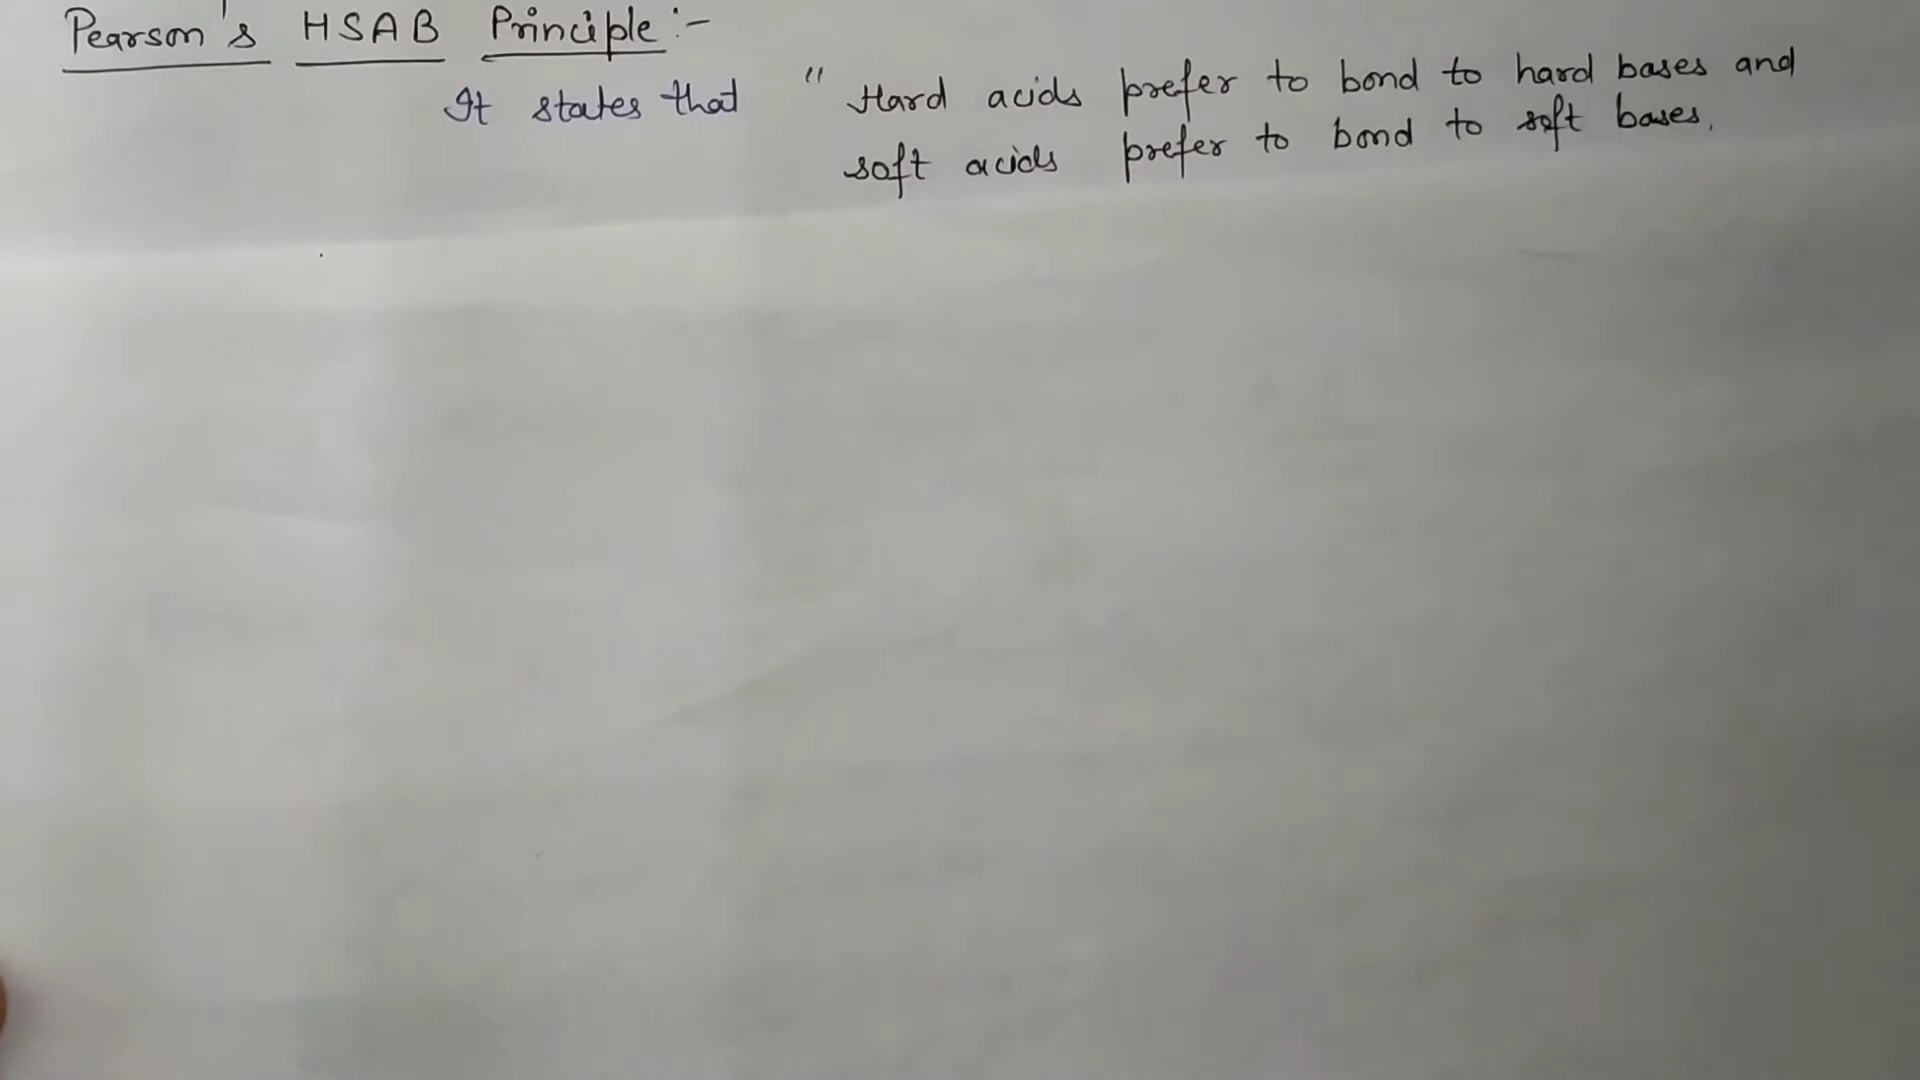 Pearson's HSAB Principle :-
It states that " Hard acids prefer to bond to hard bases and
soft acids prefer to bond to soft bases.